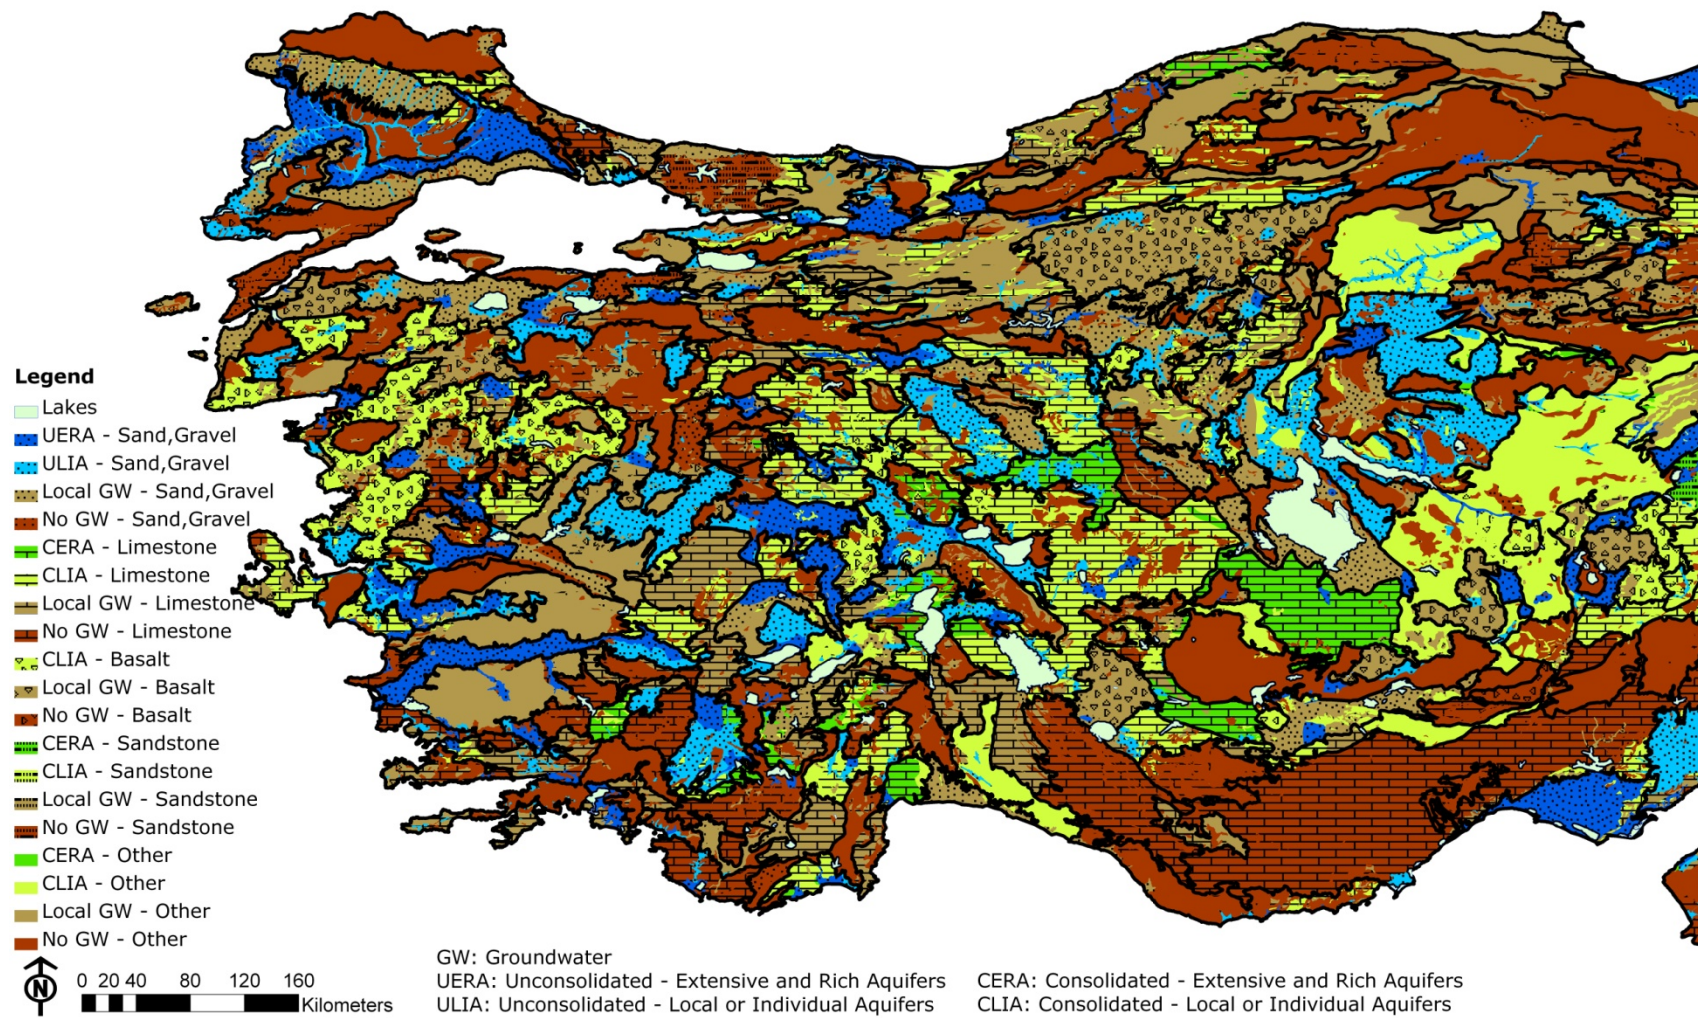 Legend
Lakes
UERA - Sand,Gravel
ULIA - Sand,Gravel
Local GW - Sand,Gravel
No GW - Sand,Gravel
CERA - Limestone
CLIA - Limestone
Local GW - Limestone
No GW - Limestone
CLIA - Basalt
Local GW - Basalt
No GW - Basalt
CERA - Sandstone
CLIA - Sandstone
Local GW - Sandstone
No GW - Sandstone
CERA - Other
CLIA - Other
Local GW - Other
No GW - Other
N
0 20 40 80 120 160
Kilometers
GW: Groundwater
UERA: Unconsolidated - Extensive and Rich Aquifers
ULIA: Unconsolidated - Local or Individual Aquifers
CERA: Consolidated - Extensive and Rich Aquifers
CLIA: Consolidated - Local or Individual Aquifers